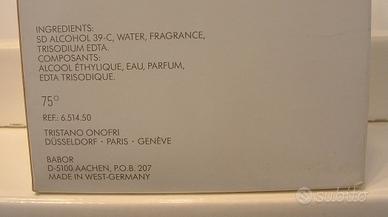 INGREDIENTS:
SD ALCOHOL 39-C, WATER, FRAGRANCE,
TRISODIUM EDTA.
COMPOSANTS:
ALCOOL ÉTHYLIQUE, EAU, PARFUM,
EDTA TRISODIQUE.
75°
REF.: 6.514.50
TRISTANO ONOFRI
DÜSSELDORF · PARIS · GENÈVE
BABOR
D-5100 AACHEN, P.O.B. 207
MADE IN WEST-GERMANY
subito